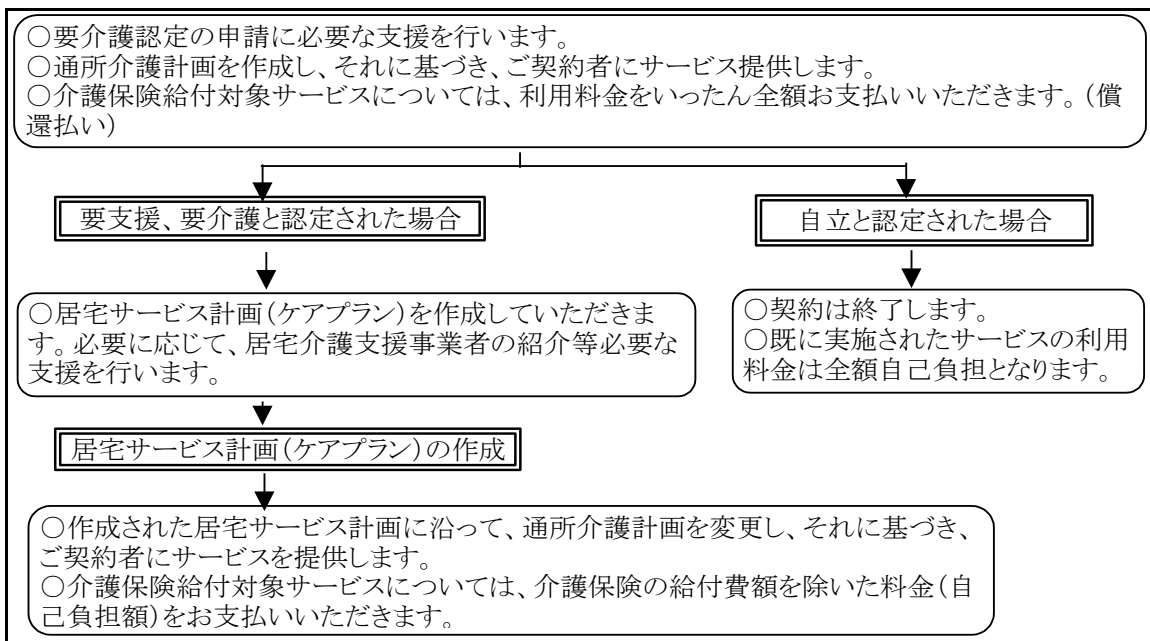 ○要介護認定の申請に必要な支援を行います。
○通所介護計画を作成し、それに基づき、ご契約者にサービス提供します。
○介護保険給付対象サービスについては、利用料金をいったん全額お支払いいただきます。(償
還払い)
要支援、要介護と認定された場合
自立と認定された場合
○居宅サービス計画(ケアプラン)を作成していただきま
す。必要に応じて、居宅介護支援事業者の紹介等必要な
支援を行います。
○契約は終了します。
○既に実施されたサービスの利用
料金は全額自己負担となります。
居宅サービス計画(ケアプラン)の作成
○作成された居宅サービス計画に沿って、通所介護計画を変更し、それに基づき、
ご契約者にサービスを提供します。
○介護保険給付対象サービスについては、介護保険の給付費額を除いた料金(自
己負担額)をお支払いいただきます。